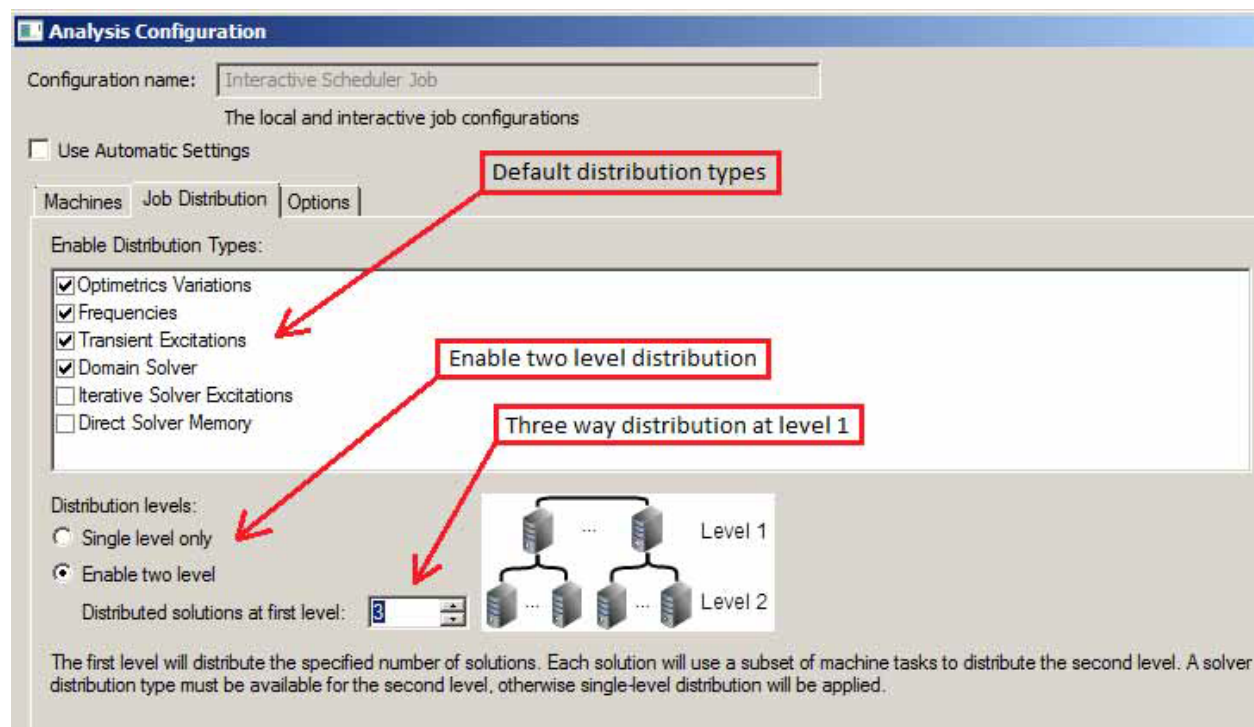 Analysis Configuration
Configuration name: Interactive Scheduler Job
The local and interactive job configurations
Use Automatic Settings
Default distribution types
Machines Job Distribution Options
Enable Distribution Types:
Optimetrics Variations
Frequencies
Transient Excitations
Domain Solver
Enable two level distribution
Iterative Solver Excitations
Direct Solver Memory
Three way distribution at level 1
Distribution levels:
Single level only
... Level 1
Enable two level
Distributed solutions at first level: 3
... ... Level 2
The first level will distribute the specified number of solutions. Each solution will use a subset of machine tasks to distribute the second level. A solver
distribution type must be available for the second level, otherwise single-level distribution will be applied.